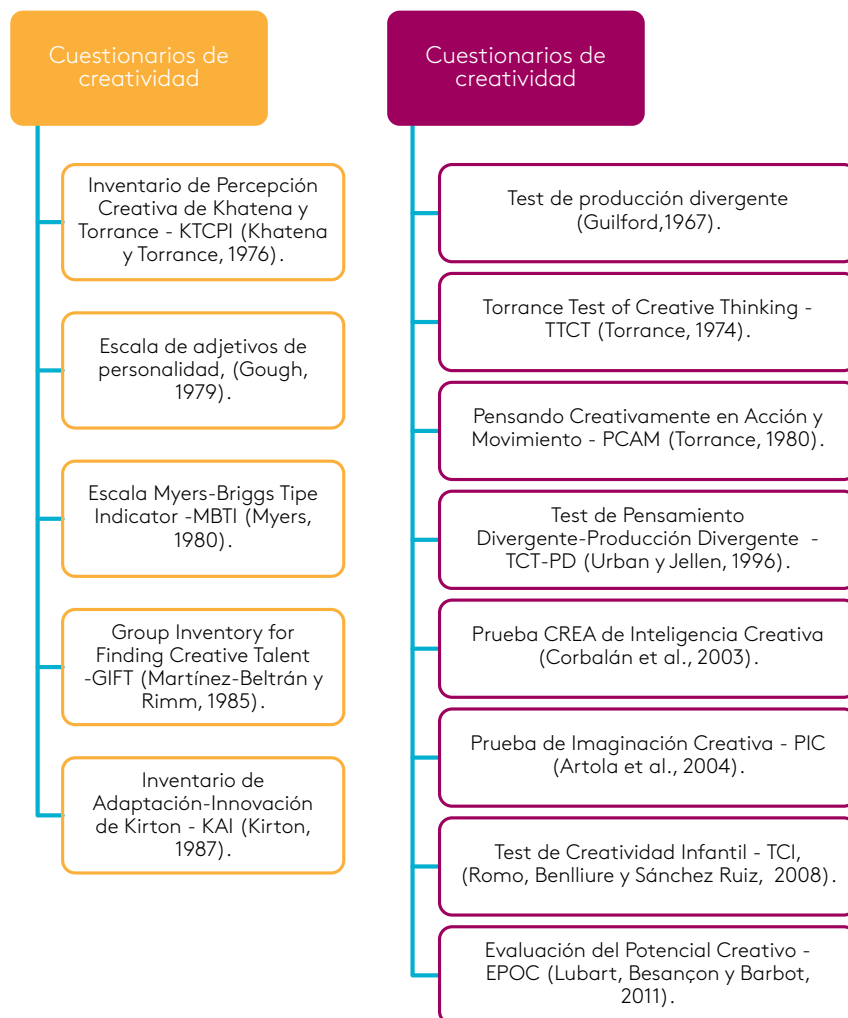 Cuestionarios de
creatividad
Inventario de Percepción
Creativa de Khatena y
Torrance - KTCPI (Khatena
y Torrance, 1976).
Escala de adjetivos de
personalidad, (Gough,
1979).
Escala Myers-Briggs Tipe
Indicator -MBTI (Myers,
1980).
Group Inventory for
Finding Creative Talent
-GIFT (Martínez-Beltrán y
Rimm, 1985).
Inventario de
Adaptación-Innovación
de Kirton - KAI (Kirton,
1987).
Cuestionarios de
creatividad
Test de producción divergente
(Guilford,1967).
Torrance Test of Creative Thinking -
TTCT (Torrance, 1974).
Pensando Creativamente en Acción y
Movimiento - PCAM (Torrance, 1980).
Test de Pensamiento
Divergente-Producción Divergente -
TCT-PD (Urban y Jellen, 1996).
Prueba CREA de Inteligencia Creativa
(Corbalán et al., 2003).
Prueba de Imaginación Creativa - PIC
(Artola et al., 2004).
Test de Creatividad Infantil - TCI,
(Romo, Benlliure y Sánchez Ruiz, 2008).
Evaluación del Potencial Creativo -
EPOC (Lubart, Besançon y Barbot,
2011).